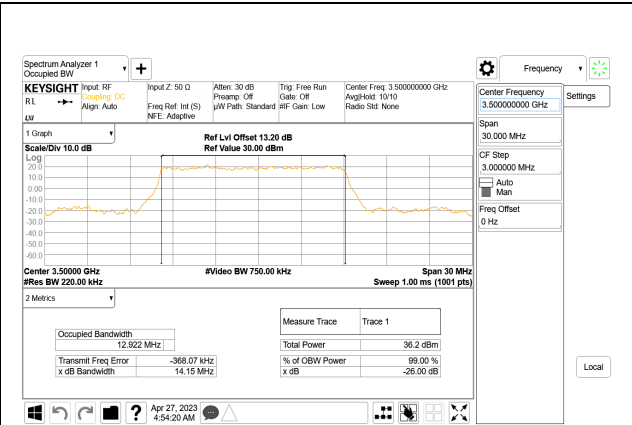 Spectrum Analyzer 1
Occupied BW
Frequency
KEYSIGHT Input: RF Input Z: 50 Ω Atten: 30 dB Trig: Free Run Center Freq: 3.500000000 GHz
Coupling: DC Preamp: Off Gate: Off Avg|Hold: 10/10
RL Align: Auto Freq Ref: Int (S) µW Path: Standard #IF Gain: Low Radio Std: None
LXI NFE: Adaptive
Center Frequency
3.500000000 GHz
Settings
Span
30.000 MHz
CF Step
3.000000 MHz
Auto
Man
Freq Offset
0 Hz
1 Graph
Ref Lvl Offset 13.20 dB
Scale/Div 10.0 dB Ref Value 30.00 dBm
Log
20.0
10.0
0.00
-10.0
-20.0
-30.0
-40.0
-50.0
-60.0
Center 3.50000 GHz #Video BW 750.00 kHz Span 30 MHz
#Res BW 220.00 kHz Sweep 1.00 ms (1001 pts)
2 Metrics
Measure Trace Trace 1
Occupied Bandwidth
12.922 MHz
Total Power 36.2 dBm
Transmit Freq Error -368.07 kHz % of OBW Power 99.00 %
x dB Bandwidth 14.15 MHz x dB -26.00 dB
Local
? Apr 27, 2023
4:54:20 AM